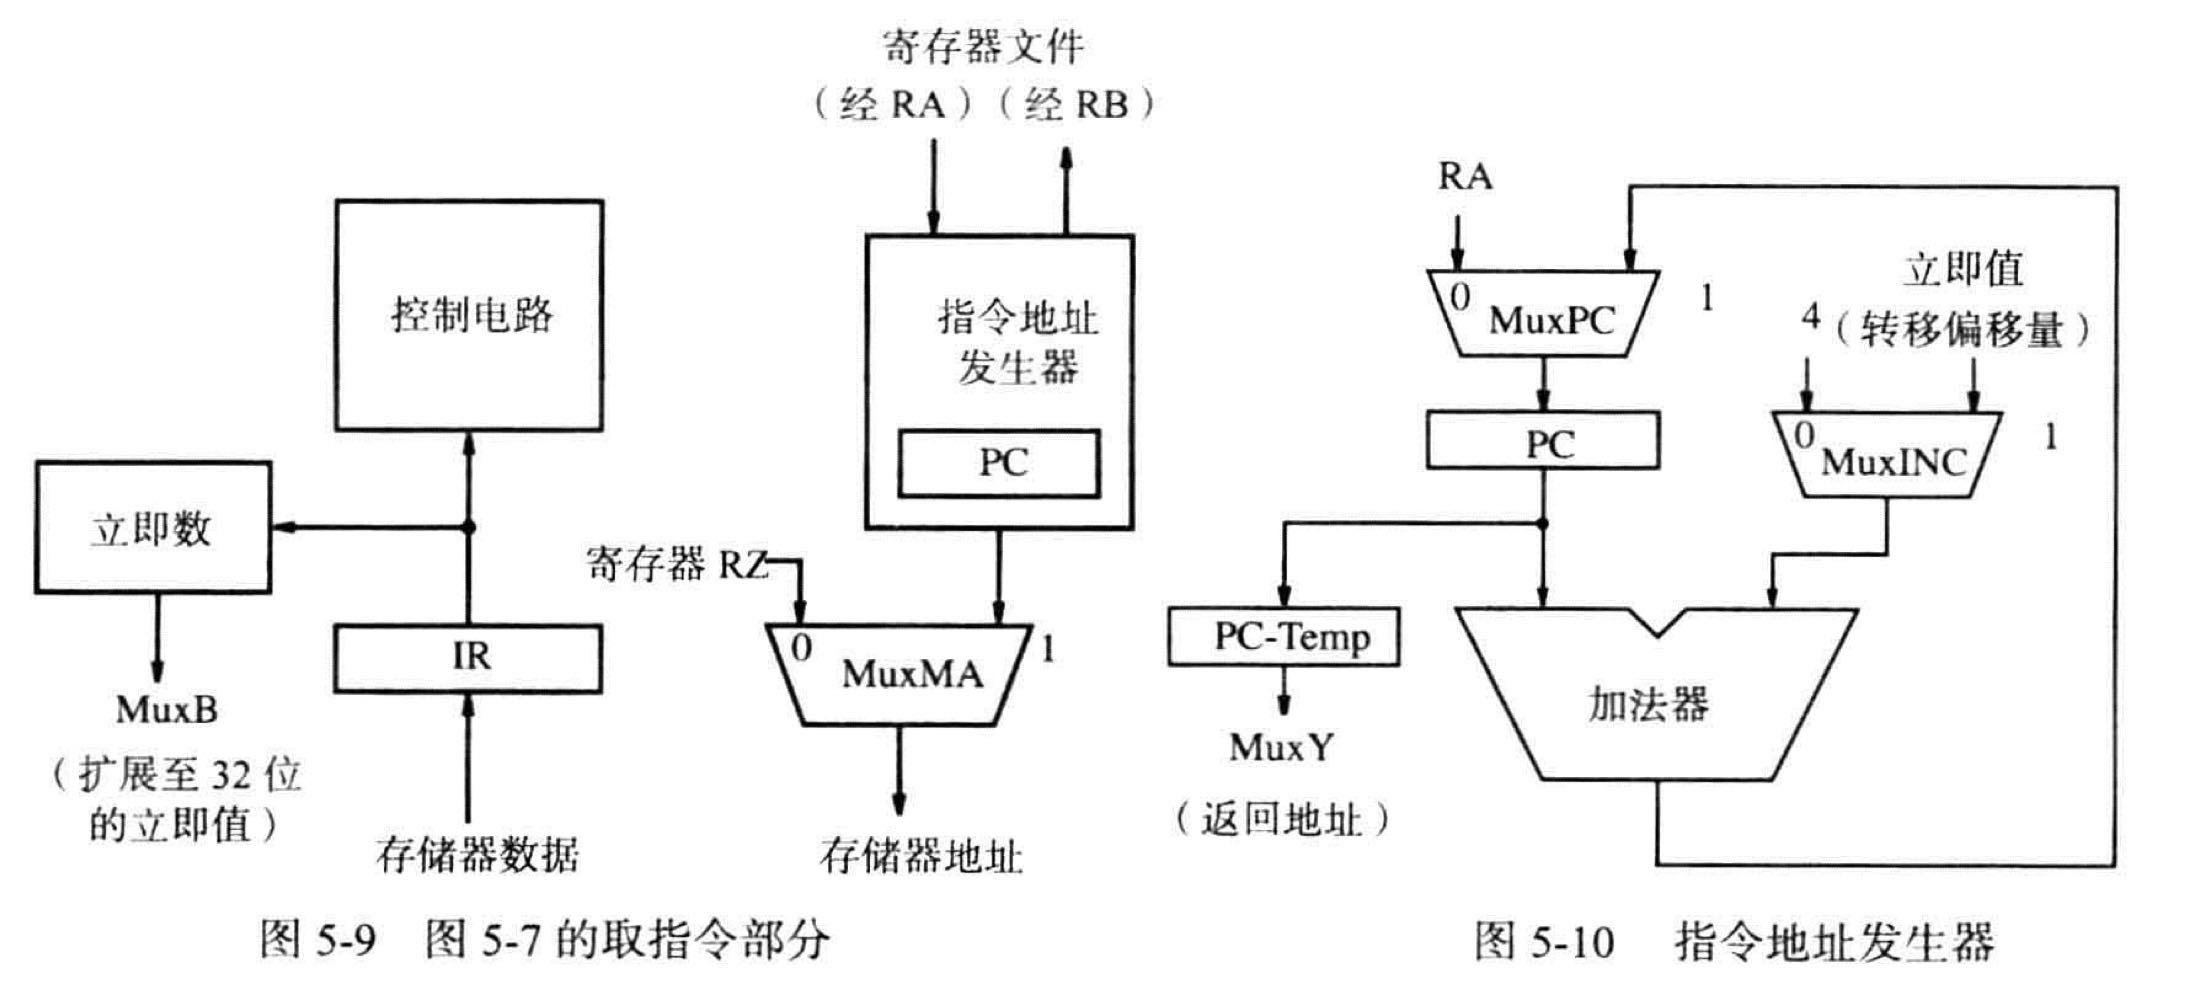 寄存器文件
（经 RA）（经 RB）
控制电路
指令地址
发生器
PC
立即数
寄存器 RZ
IR
0
MuxMA
1
MuxB
（扩展至 32 位
的立即值）
存储器数据
存储器地址
图 5-9 图 5-7 的取指令部分
RA
0
MuxPC
1
立即值
4
（转移偏移量）
PC
0
MuxINC
1
PC-Temp
加法器
MuxY
（返回地址）
图 5-10 指令地址发生器